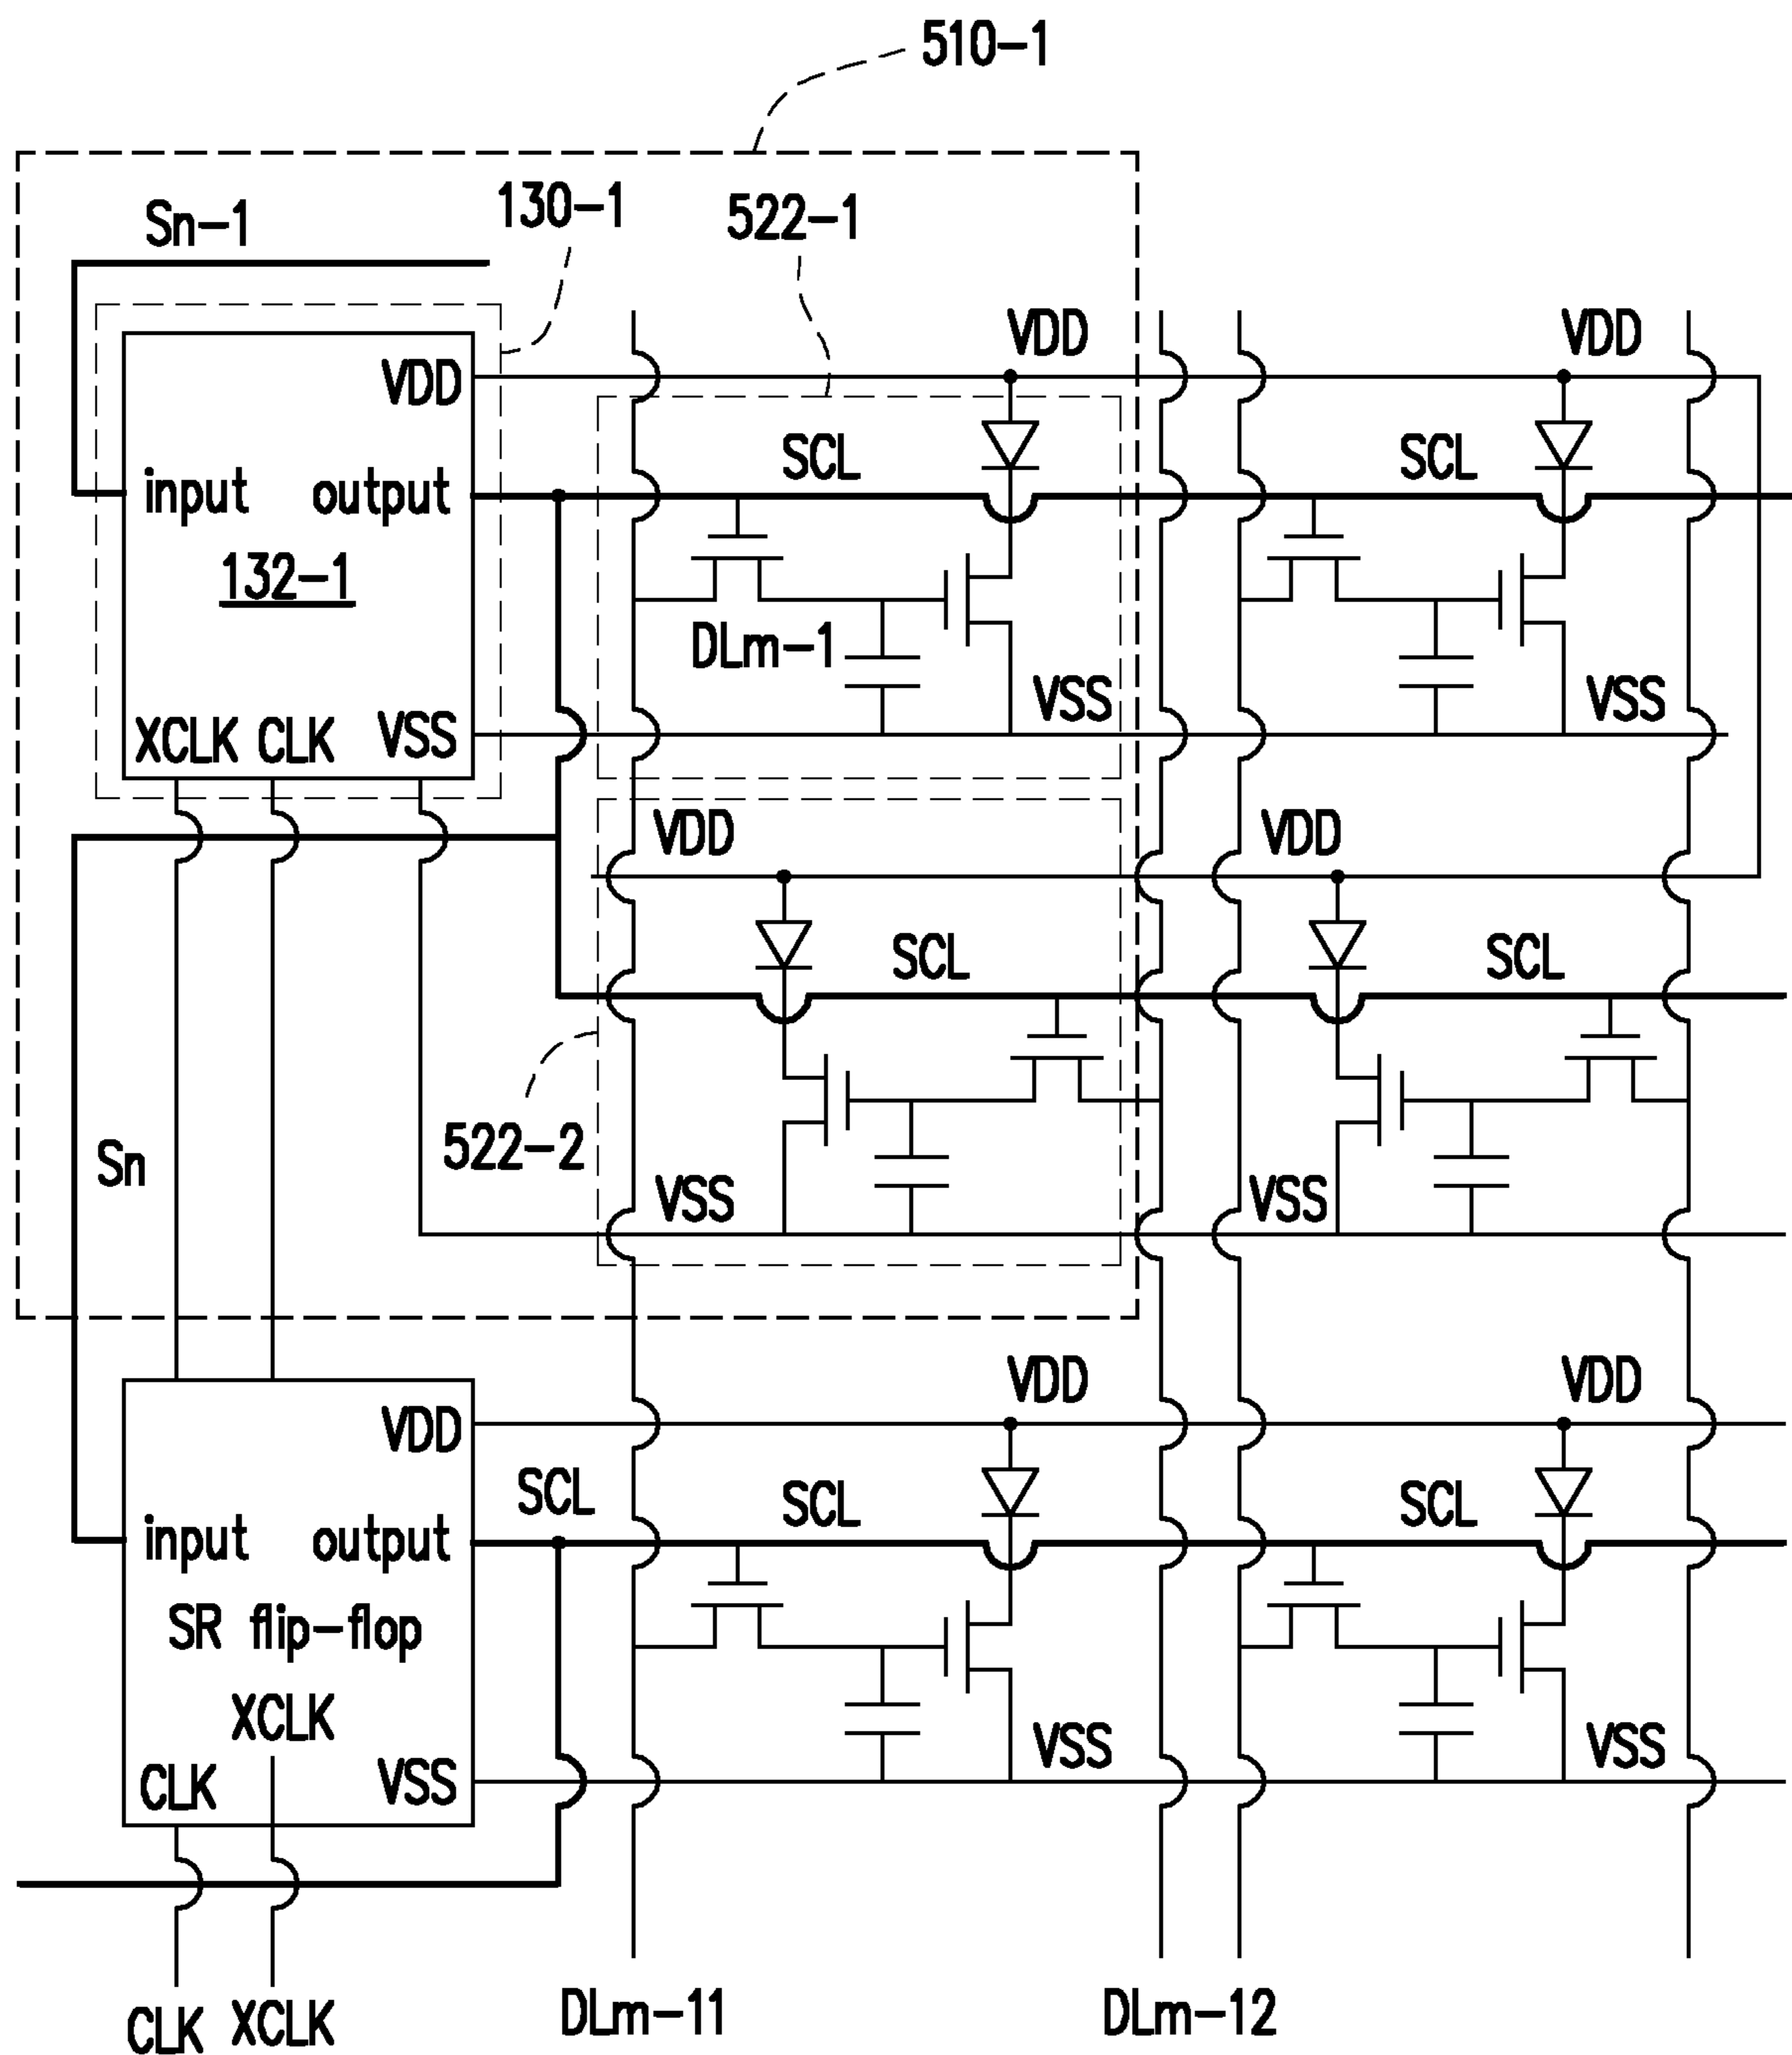 510-1
Sn-1
130-1
522-1
VDD
VDD
VDD
input
output
SCL
SCL
132-1
DLm-1
XCLK
CLK
VSS
VSS
VSS
VDD
VDD
SCL
SCL
Sn
522-2
VSS
VSS
VDD
VDD
VDD
SCL
SCL
SCL
input
output
SR flip-flop
XCLK
CLK
VSS
VSS
VSS
CLK
XCLK
DLm-11
DLm-12